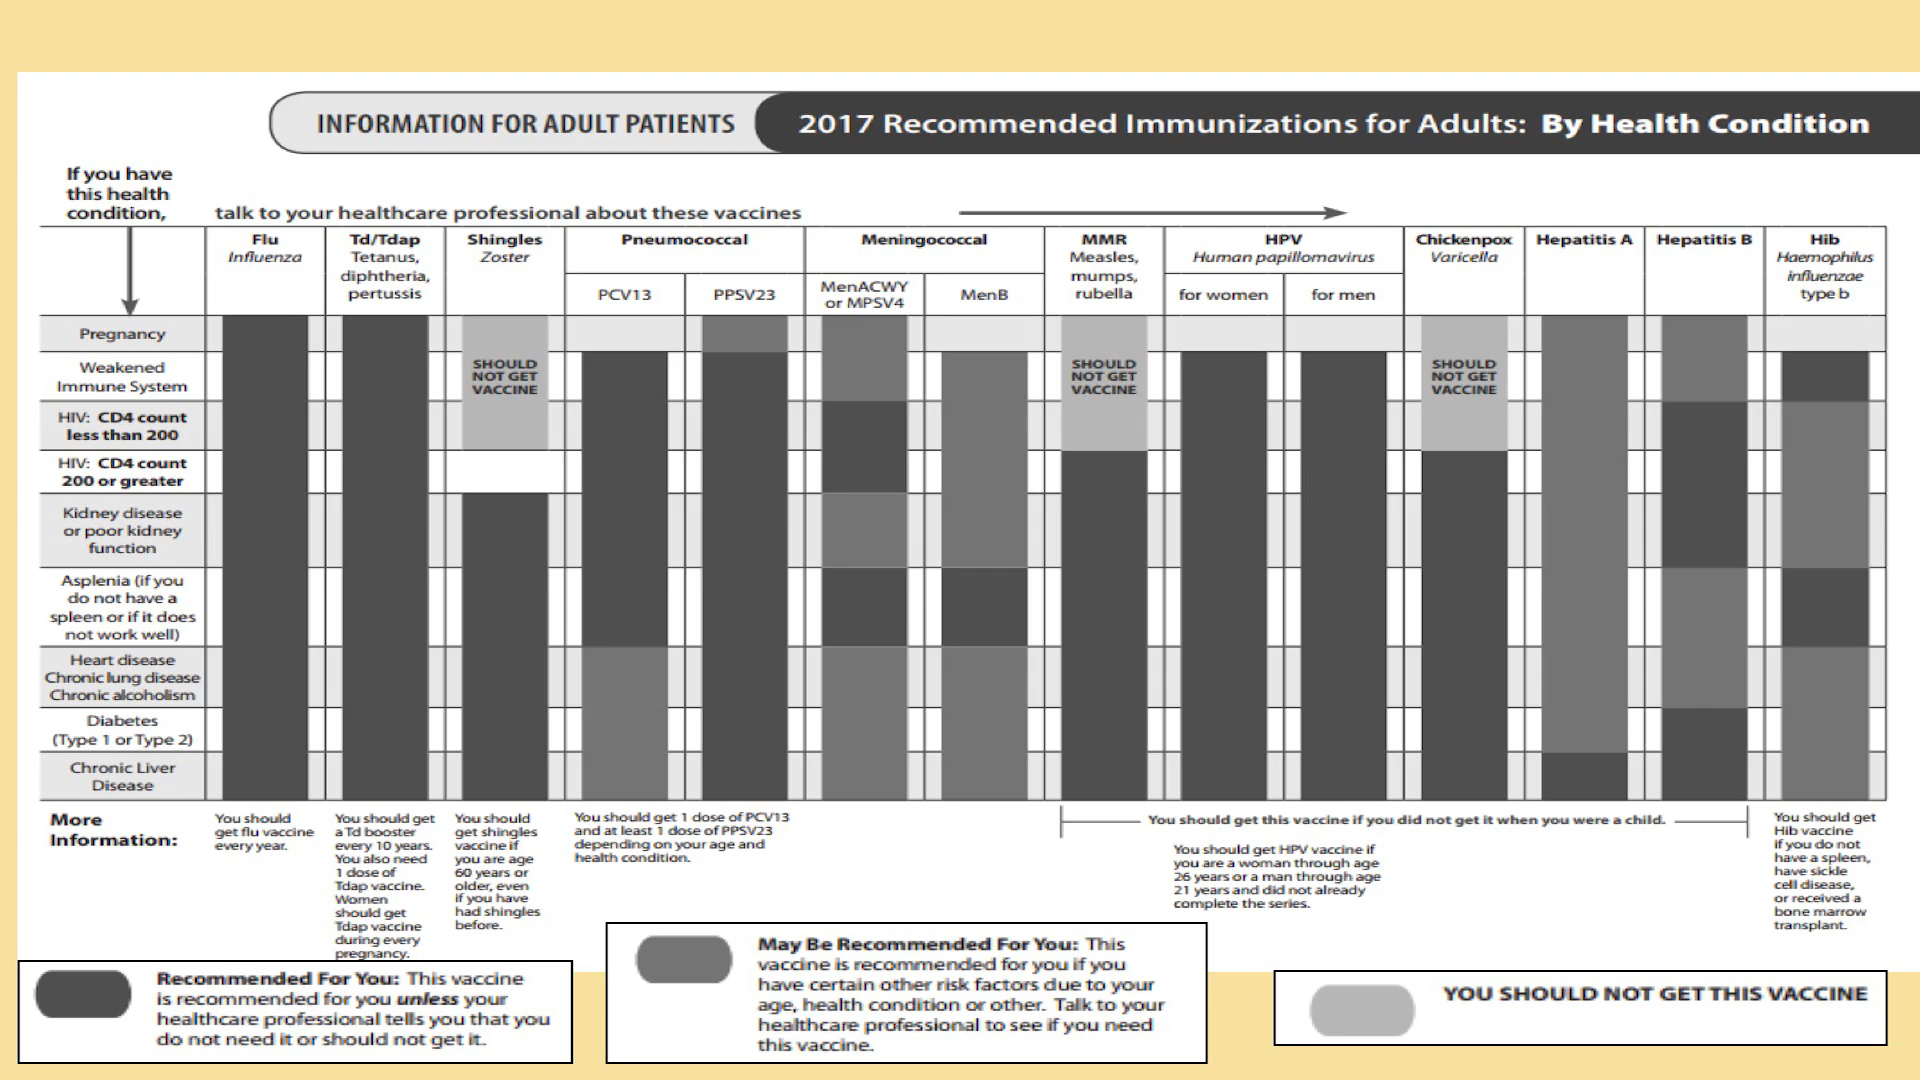 INFORMATION FOR ADULT PATIENTS
2017 Recommended Immunizations for Adults: By Health Condition
If you have
this health
condition,
talk to your healthcare professional about these vaccines
Flu
Influenza
Td/Tdap
Tetanus,
diphtheria,
pertussis
Shingles
Zoster
Pneumococcal
PCV13
PPSV23
Meningococcal
MenACWY
or MPSV4
MenB
MMR
Measles,
mumps,
rubella
HPV
Human papillomavirus
for women
for men
Chickenpox
Varicella
Hepatitis A
Hepatitis B
Hib
Haemophilus
influenzae
type b
Pregnancy
Weakened
Immune System
HIV: CD4 count
less than 200
HIV: CD4 count
200 or greater
Kidney disease
or poor kidney
function
Asplenia (if you
do not have a
spleen or if it does
not work well)
Heart disease
Chronic lung disease
Chronic alcoholism
Diabetes
(Type 1 or Type 2)
Chronic Liver
Disease
SHOULD
NOT GET
VACCINE
SHOULD
NOT GET
VACCINE
SHOULD
NOT GET
VACCINE
More
Information:
You should
get flu vaccine
every year.
You should get
a Td booster
every 10 years.
You also need
1 dose of
Tdap vaccine.
Women
should get
Tdap vaccine
during every
pregnancy.
You should
get shingles
vaccine if
you are age
60 years or
older, even
if you have
had shingles
before.
You should get 1 dose of PCV13
and at least 1 dose of PPSV23
depending on your age and
health condition.
You should get this vaccine if you did not get it when you were a child.
You should get HPV vaccine if
you are a woman through age
26 years or a man through age
21 years and did not already
complete the series.
You should get
Hib vaccine
if you do not
have a spleen,
have sickle
cell disease,
or received a
bone marrow
transplant.
Recommended For You: This vaccine
is recommended for you unless your
healthcare professional tells you that you
do not need it or should not get it.
May Be Recommended For You: This
vaccine is recommended for you if you
have certain other risk factors due to your
age, health condition or other. Talk to your
healthcare professional to see if you need
this vaccine.
YOU SHOULD NOT GET THIS VACCINE